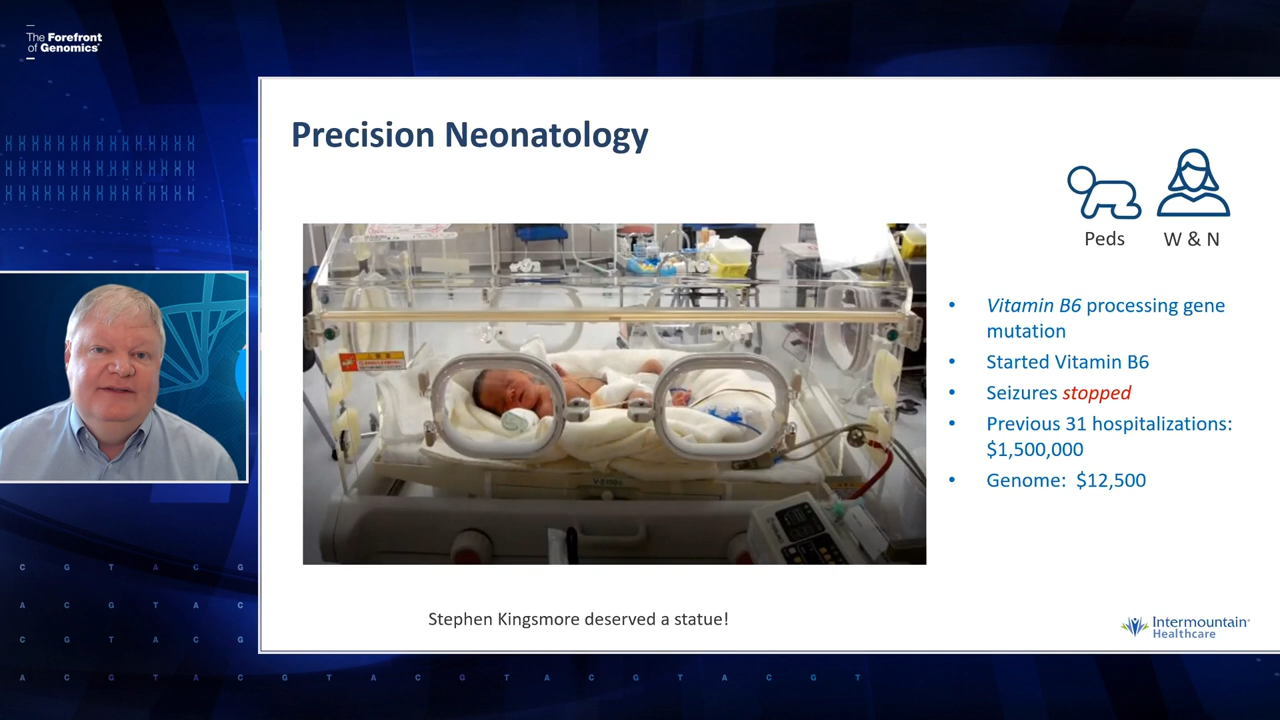 The Forefront
of Genomics®
Precision Neonatology
Peds
W & N
• Vitamin B6 processing gene
mutation
• Started Vitamin B6
• Seizures stopped
• Previous 31 hospitalizations:
$1,500,000
• Genome: $12,500
Stephen Kingsmore deserved a statue!
Intermountain®
Healthcare
C G T A C G
A C G T A C
C G T A C G
A C G T A C G T A C G T A C G T A C G T